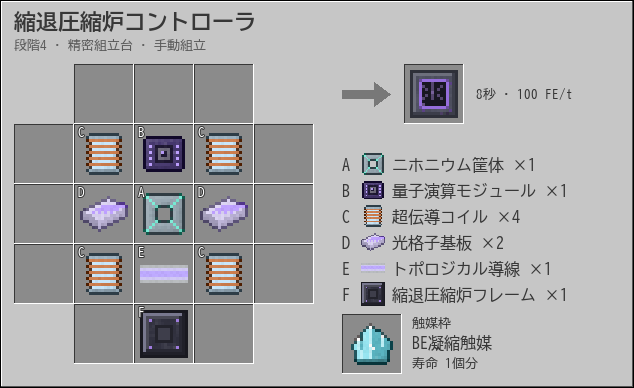 縮退圧縮炉コントローラ
段階4 · 精密組立台 · 手動組立
8秒 · 100 FE/t
C B C
D A D
C E C
F
A ニホニウム筐体 ×1
B 量子演算モジュール ×1
C 超伝導コイル ×4
D 光格子基板 ×2
E トポロジカル導線 ×1
F 縮退圧縮炉フレーム ×1
触媒枠
BE凝縮触媒
寿命 1個分